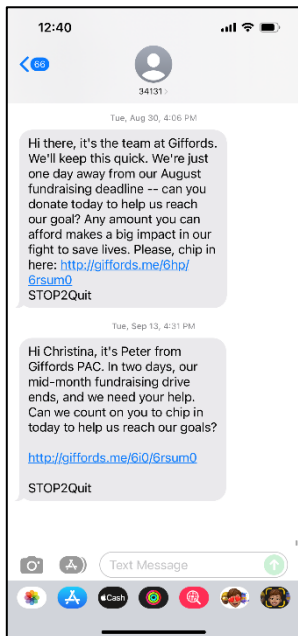 12:40
66
34131 >
Tue, Aug 30, 4:06 PM
Hi there, it's the team at Giffords.
We'll keep this quick. We're just
one day away from our August
fundraising deadline -- can you
donate today to help us reach
our goal? Any amount you can
afford makes a big impact in our
fight to save lives. Please, chip in
here: http://giffords.me/6hp/
6rsum0
STOP2Quit
Tue, Sep 13, 4:31 PM
Hi Christina, it's Peter from
Giffords PAC. In two days, our
mid-month fundraising drive
ends, and we need your help.
Can we count on you to chip in
today to help us reach our goals?
http://giffords.me/6i0/6rsum0
STOP2Quit
Text Message
Cash